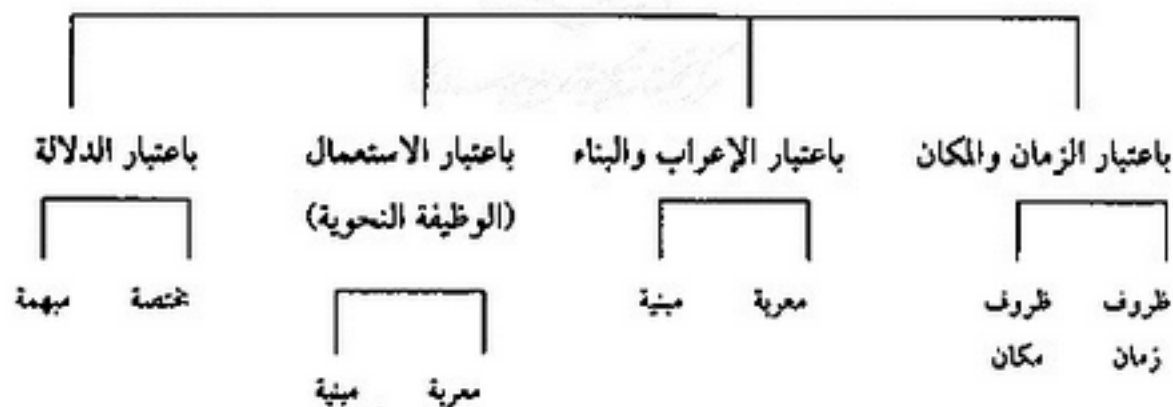 باعتبار الزمان والمكان
باعتبار الإعراب والبناء
باعتبار الاستعمال
(الوظيفة النحوية)
باعتبار الدلالة
ظروف
زمان
ظروف
مكان
معربة
مبنية
معربة
مبنية
مختصة
مبهمة